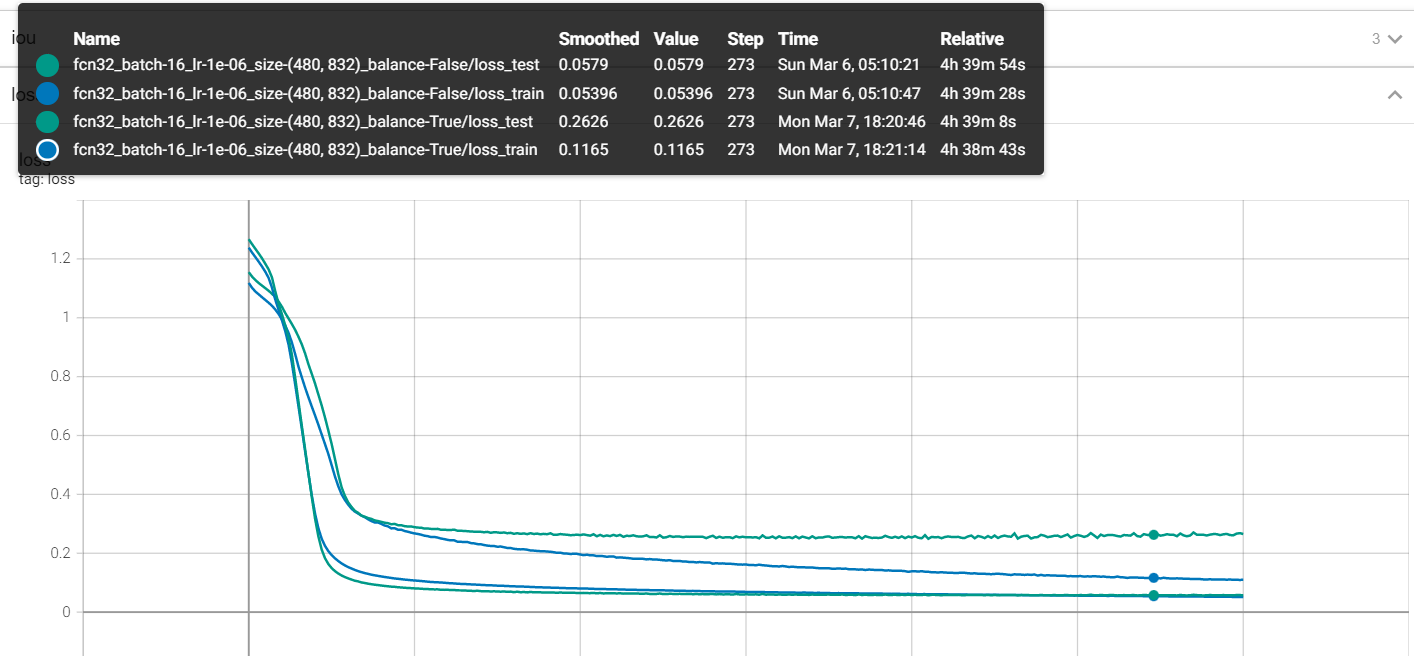 iou
3
Name Smoothed Value Step Time Relative
fcn32_batch-16_lr-1e-06_size-(480, 832)_balance-False/loss_test 0.0579 0.0579 273 Sun Mar 6, 05:10:21 4h 39m 54s
los
fcn32_batch-16_lr-1e-06_size-(480, 832)_balance-False/loss_train 0.05396 0.05396 273 Sun Mar 6, 05:10:47 4h 39m 28s
fcn32_batch-16_lr-1e-06_size-(480, 832)_balance-True/loss_test 0.2626 0.2626 273 Mon Mar 7, 18:20:46 4h 39m 8s
fcn32_batch-16_lr-1e-06_size-(480, 832)_balance-True/loss_train 0.1165 0.1165 273 Mon Mar 7, 18:21:14 4h 38m 43s
loss
tag: loss
1.2
1
0.8
0.6
0.4
0.2
0